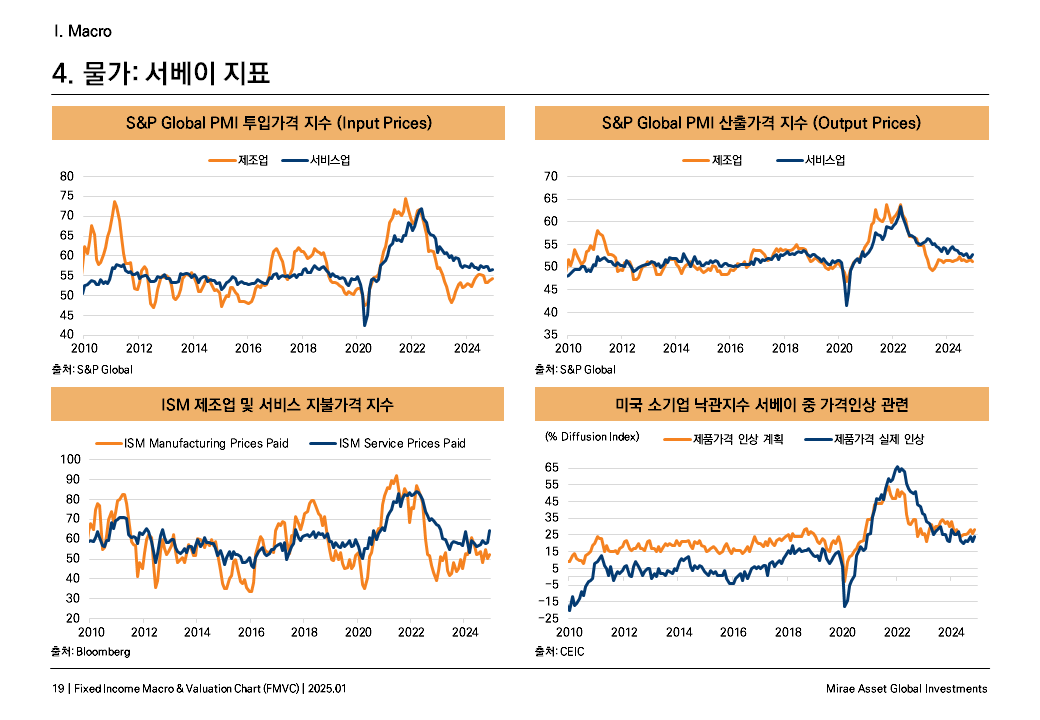 I. Macro
4. 물가: 서베이 지표
S&P Global PMI 투입가격 지수 (Input Prices)
제조업 서비스업
80
75
70
65
60
55
50
45
40
2010 2012 2014 2016 2018 2020 2022 2024
출처: S&P Global
S&P Global PMI 산출가격 지수 (Output Prices)
제조업 서비스업
70
65
60
55
50
45
40
35
2010 2012 2014 2016 2018 2020 2022 2024
출처: S&P Global
ISM 제조업 및 서비스 지불가격 지수
ISM Manufacturing Prices Paid ISM Service Prices Paid
100
90
80
70
60
50
40
30
20
2010 2012 2014 2016 2018 2020 2022 2024
출처: Bloomberg
미국 소기업 낙관지수 서베이 중 가격인상 관련
(% Diffusion Index) 제품가격 인상 계획 제품가격 실제 인상
65
55
45
35
25
15
5
-5
-15
-25
2010 2012 2014 2016 2018 2020 2022 2024
출처: CEIC
19 | Fixed Income Macro & Valuation Chart (FMVC) | 2025.01
Mirae Asset Global Investments